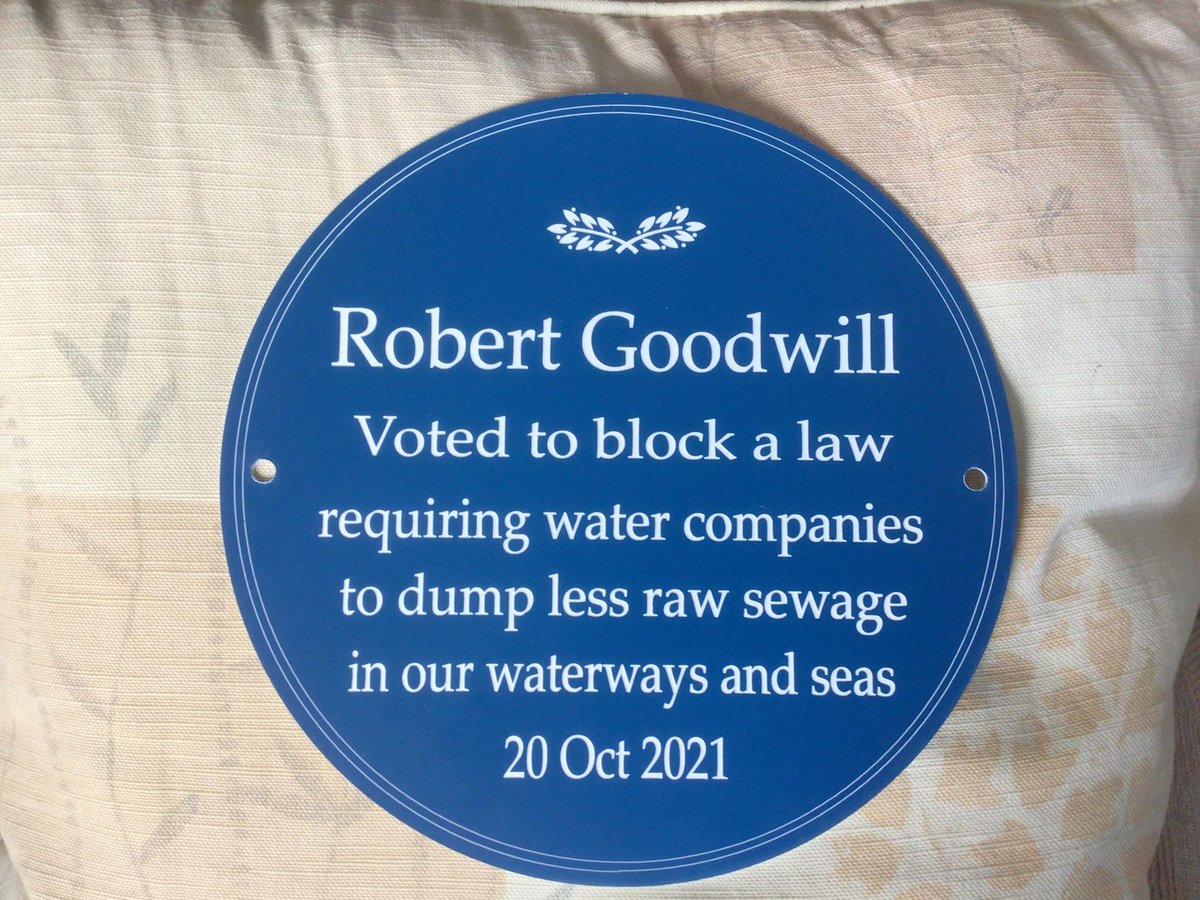 Robert Goodwill
Voted to block a law
requiring water companies
to dump less raw sewage
in our waterways and seas
20 Oct 2021